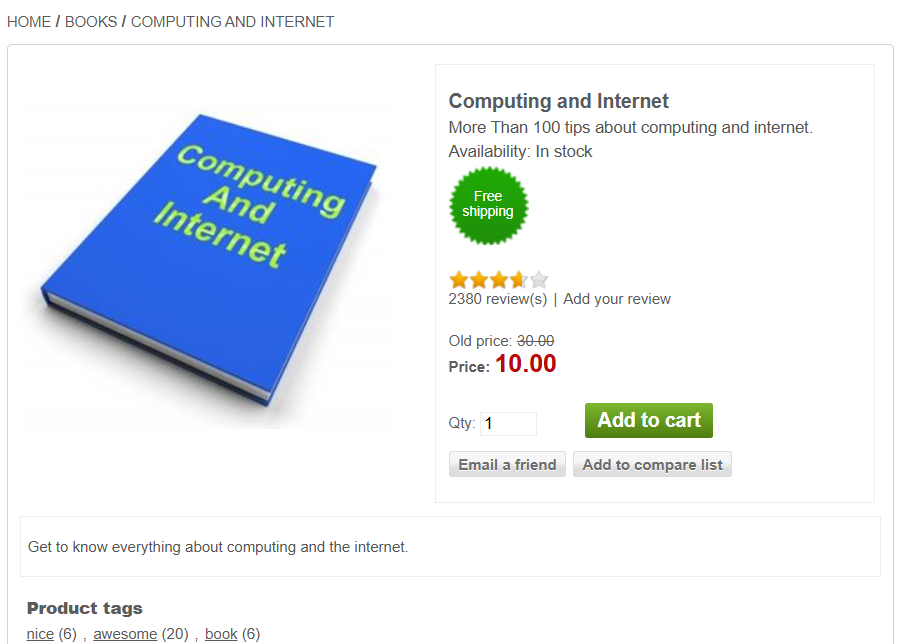 HOME / BOOKS / COMPUTING AND INTERNET
Computing
And
Internet
Computing and Internet
More Than 100 tips about computing and internet.
Availability: In stock
Free
shipping
2380 review(s) | Add your review
Old price: 30.00
Price: 10.00
Qty: 1 Add to cart
Email a friend Add to compare list
Get to know everything about computing and the internet.
Product tags
nice (6) , awesome (20) , book (6)